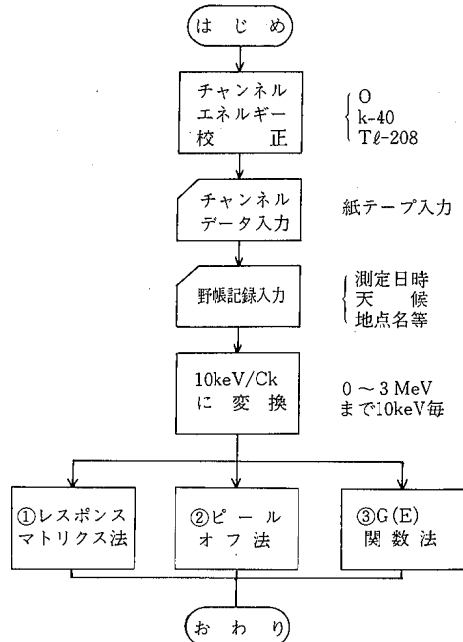 はじめ
チャンネル
エネルギー
校正
O
k-40
Tℓ-208
チャンネル
データ入力
紙テープ入力
野帳記録入力
測定日時
天候
地点名等
10keV/Ck
に変換
0～3 MeV
まで10keV毎
①レスポンス
マトリクス法
②ピール
オフ法
③G(E)
関数法
おわり